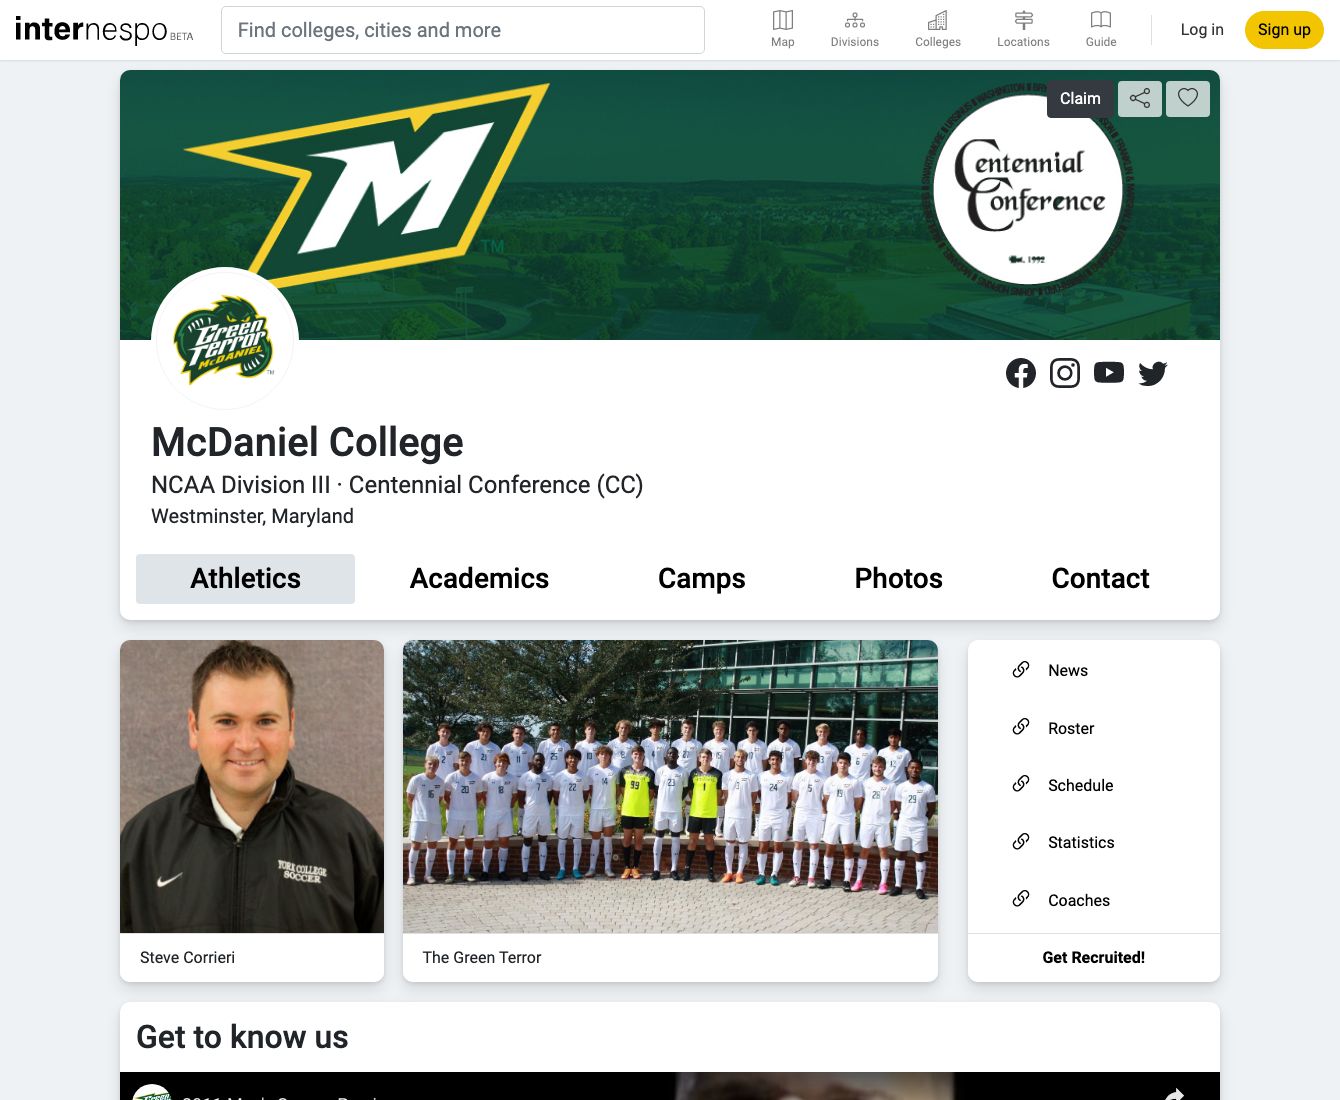 internespo BETA
Find colleges, cities and more
Map
Divisions
Colleges
Locations
Guide
Log in
Sign up
Claim
M
TM
Centennial
Conference
Est. 1992
Green
Terror
McDANIEL
TM
McDaniel College
NCAA Division III · Centennial Conference (CC)
Westminster, Maryland
Athletics
Academics
Camps
Photos
Contact
YORK COLLEGE
SOCCER
Steve Corrieri
The Green Terror
News
Roster
Schedule
Statistics
Coaches
Get Recruited!
Get to know us